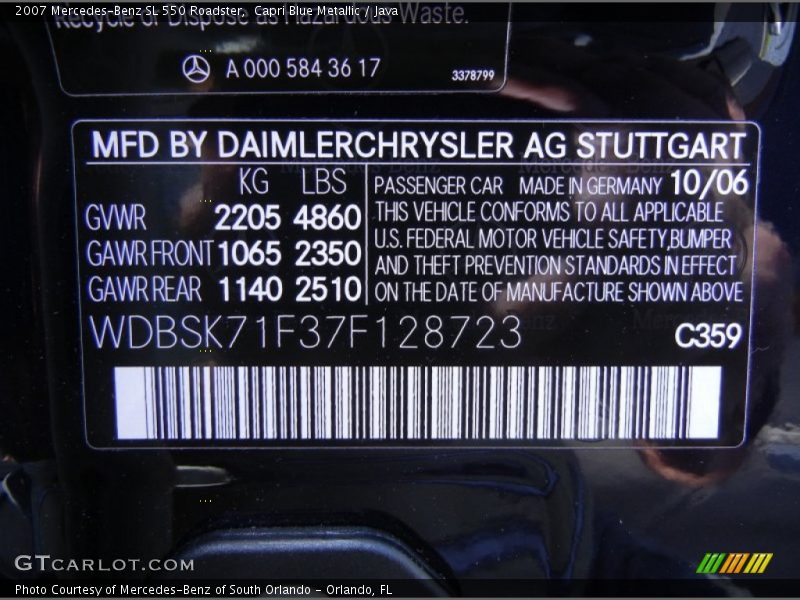 2007 Mercedes-Benz SL 550 Roadster,  Capri Blue Metallic / Java
Recycle or Dispose as Hazardous Waste.
A 000 584 36 17
3378799
MFD BY DAIMLERCHRYSLER AG STUTTGART
KG LBS
GVWR 2205 4860
GAWR FRONT 1065 2350
GAWR REAR 1140 2510
PASSENGER CAR MADE IN GERMANY 10/06
THIS VEHICLE CONFORMS TO ALL APPLICABLE
U.S. FEDERAL MOTOR VEHICLE SAFETY,BUMPER
AND THEFT PREVENTION STANDARDS IN EFFECT
ON THE DATE OF MANUFACTURE SHOWN ABOVE
WDBSK71F37F128723
C359
GTCARLOT.COM
Photo Courtesy of Mercedes-Benz of South Orlando - Orlando, FL